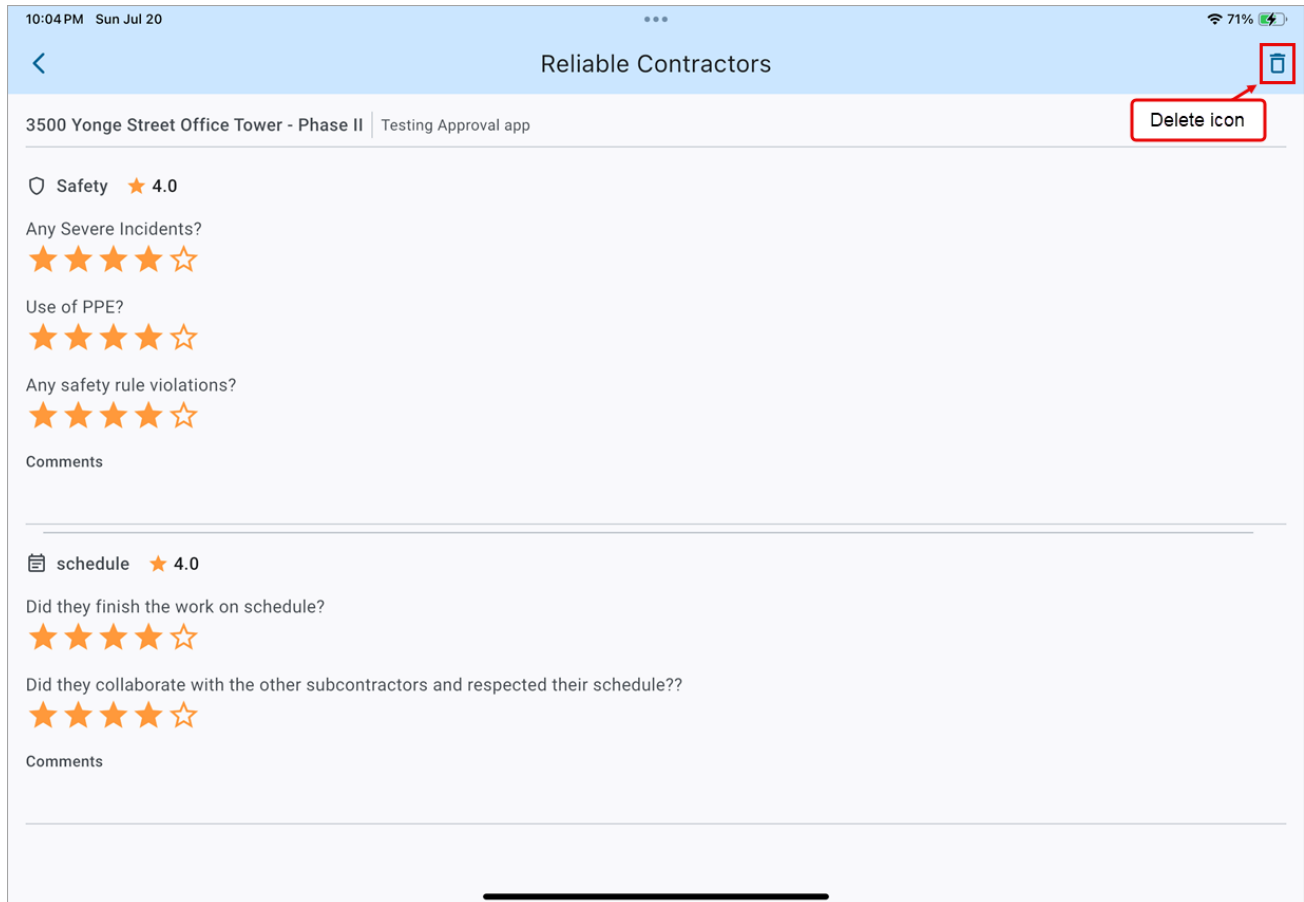 10:04 PM Sun Jul 20
71%
Reliable Contractors
Delete icon
3500 Yonge Street Office Tower - Phase II Testing Approval app
Safety 4.0
Any Severe Incidents?
Use of PPE?
Any safety rule violations?
Comments
schedule 4.0
Did they finish the work on schedule?
Did they collaborate with the other subcontractors and respected their schedule??
Comments